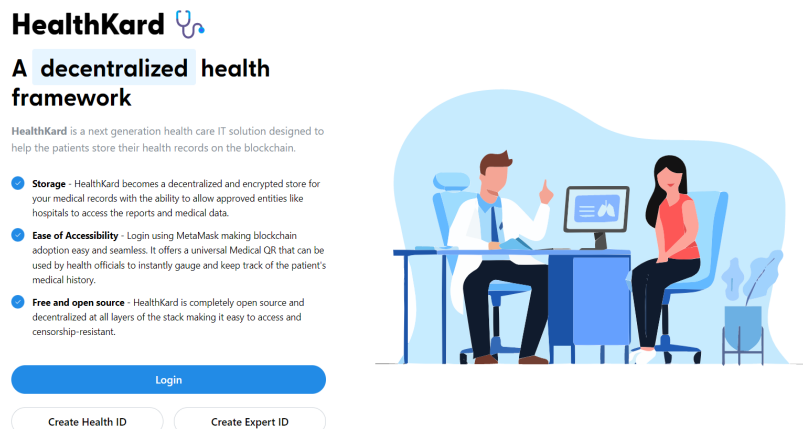 HealthKard
A decentralized health
framework
HealthKard is a next generation health care IT solution designed to
help the patients store their health records on the blockchain.
Storage - HealthKard becomes a decentralized and encrypted store for
your medical records with the ability to allow approved entities like
hospitals to access the reports and medical data.
Ease of Accessibility - Login using MetaMask making blockchain
adoption easy and seamless. It offers a universal Medical QR that can be
used by health officials to instantly gauge and keep track of the patient's
medical history.
Free and open source - HealthKard is completely open source and
decentralized at all layers of the stack making it easy to access and
censorship-resistant.
Login
Create Health ID
Create Expert ID